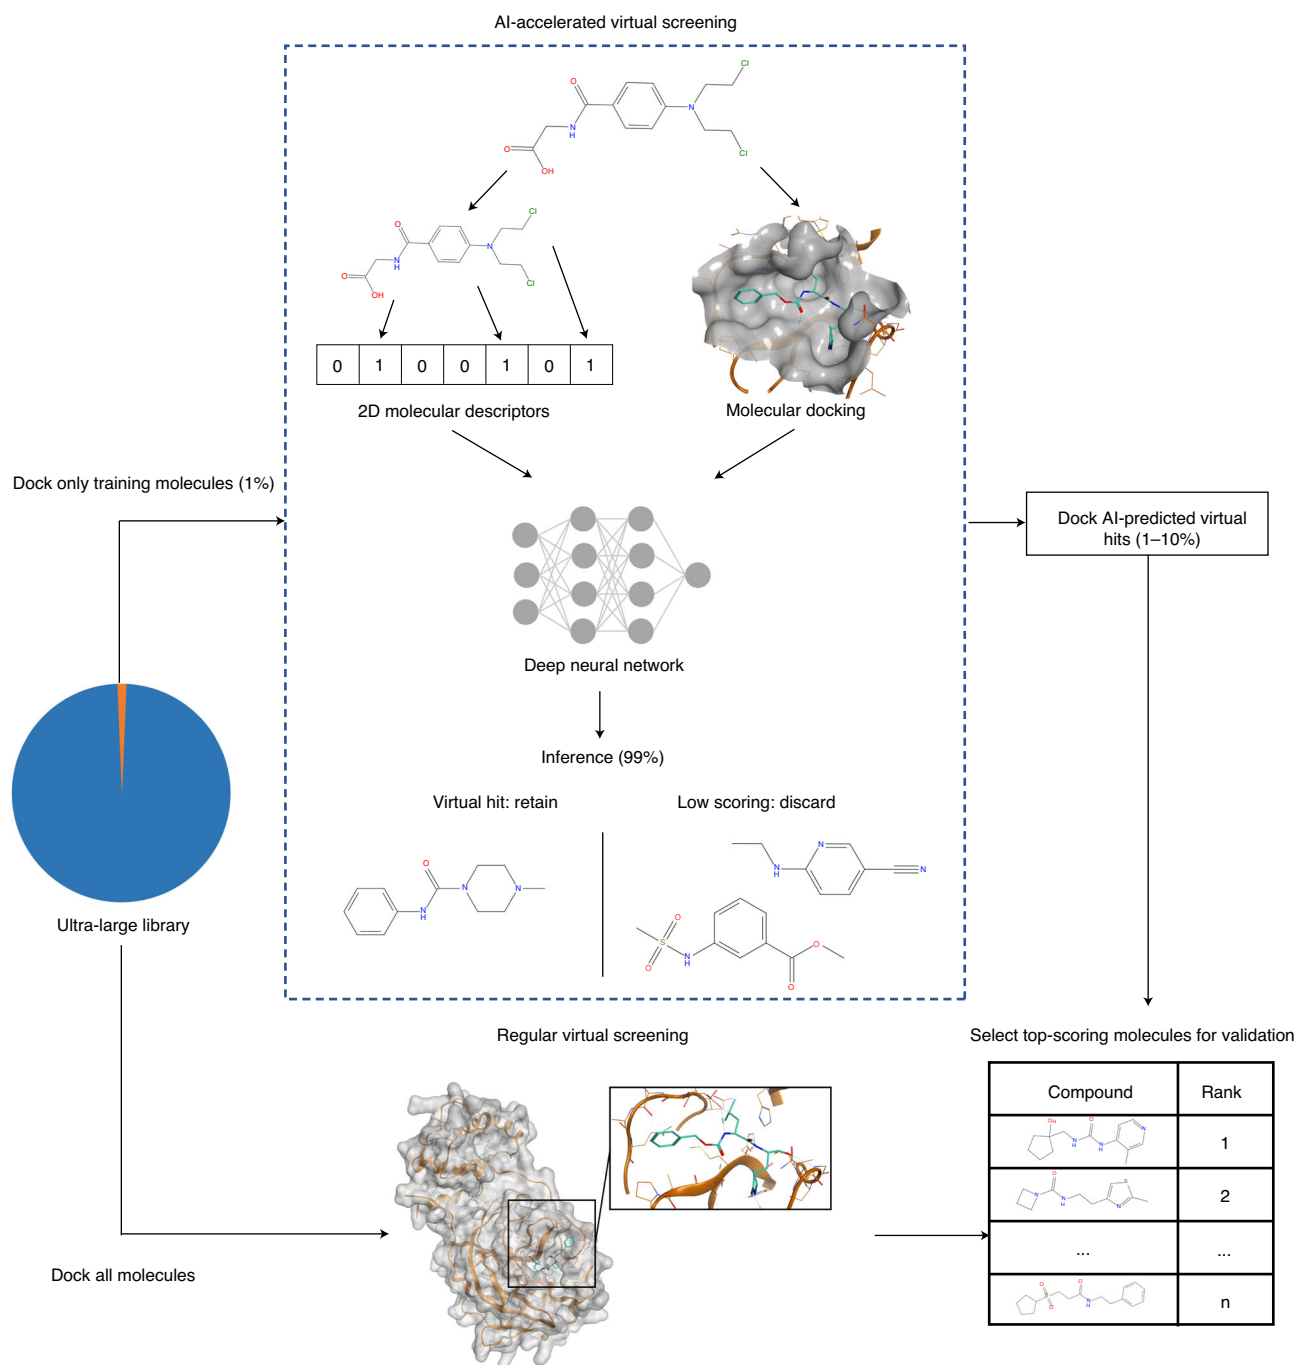 AI-accelerated virtual screening
Cl
O
N
N
H
O
Cl
OH
Cl
O
N
N
H
O
Cl
OH
0 1 0 0 1 0 1
2D molecular descriptors
Molecular docking
Dock only training molecules (1%)
Dock AI-predicted virtual
hits (1–10%)
Deep neural network
Inference (99%)
Virtual hit: retain
Low scoring: discard
N
N
H
N
O
N
N
N
H
O
S
O
N
H
O
O
Ultra-large library
Regular virtual screening
Select top-scoring molecules for validation
Compound Rank
OH
O
N
N
H
N
H
1
O
S
N
N
H
N
2
... ...
O
O
S
O
N
H
n
Dock all molecules